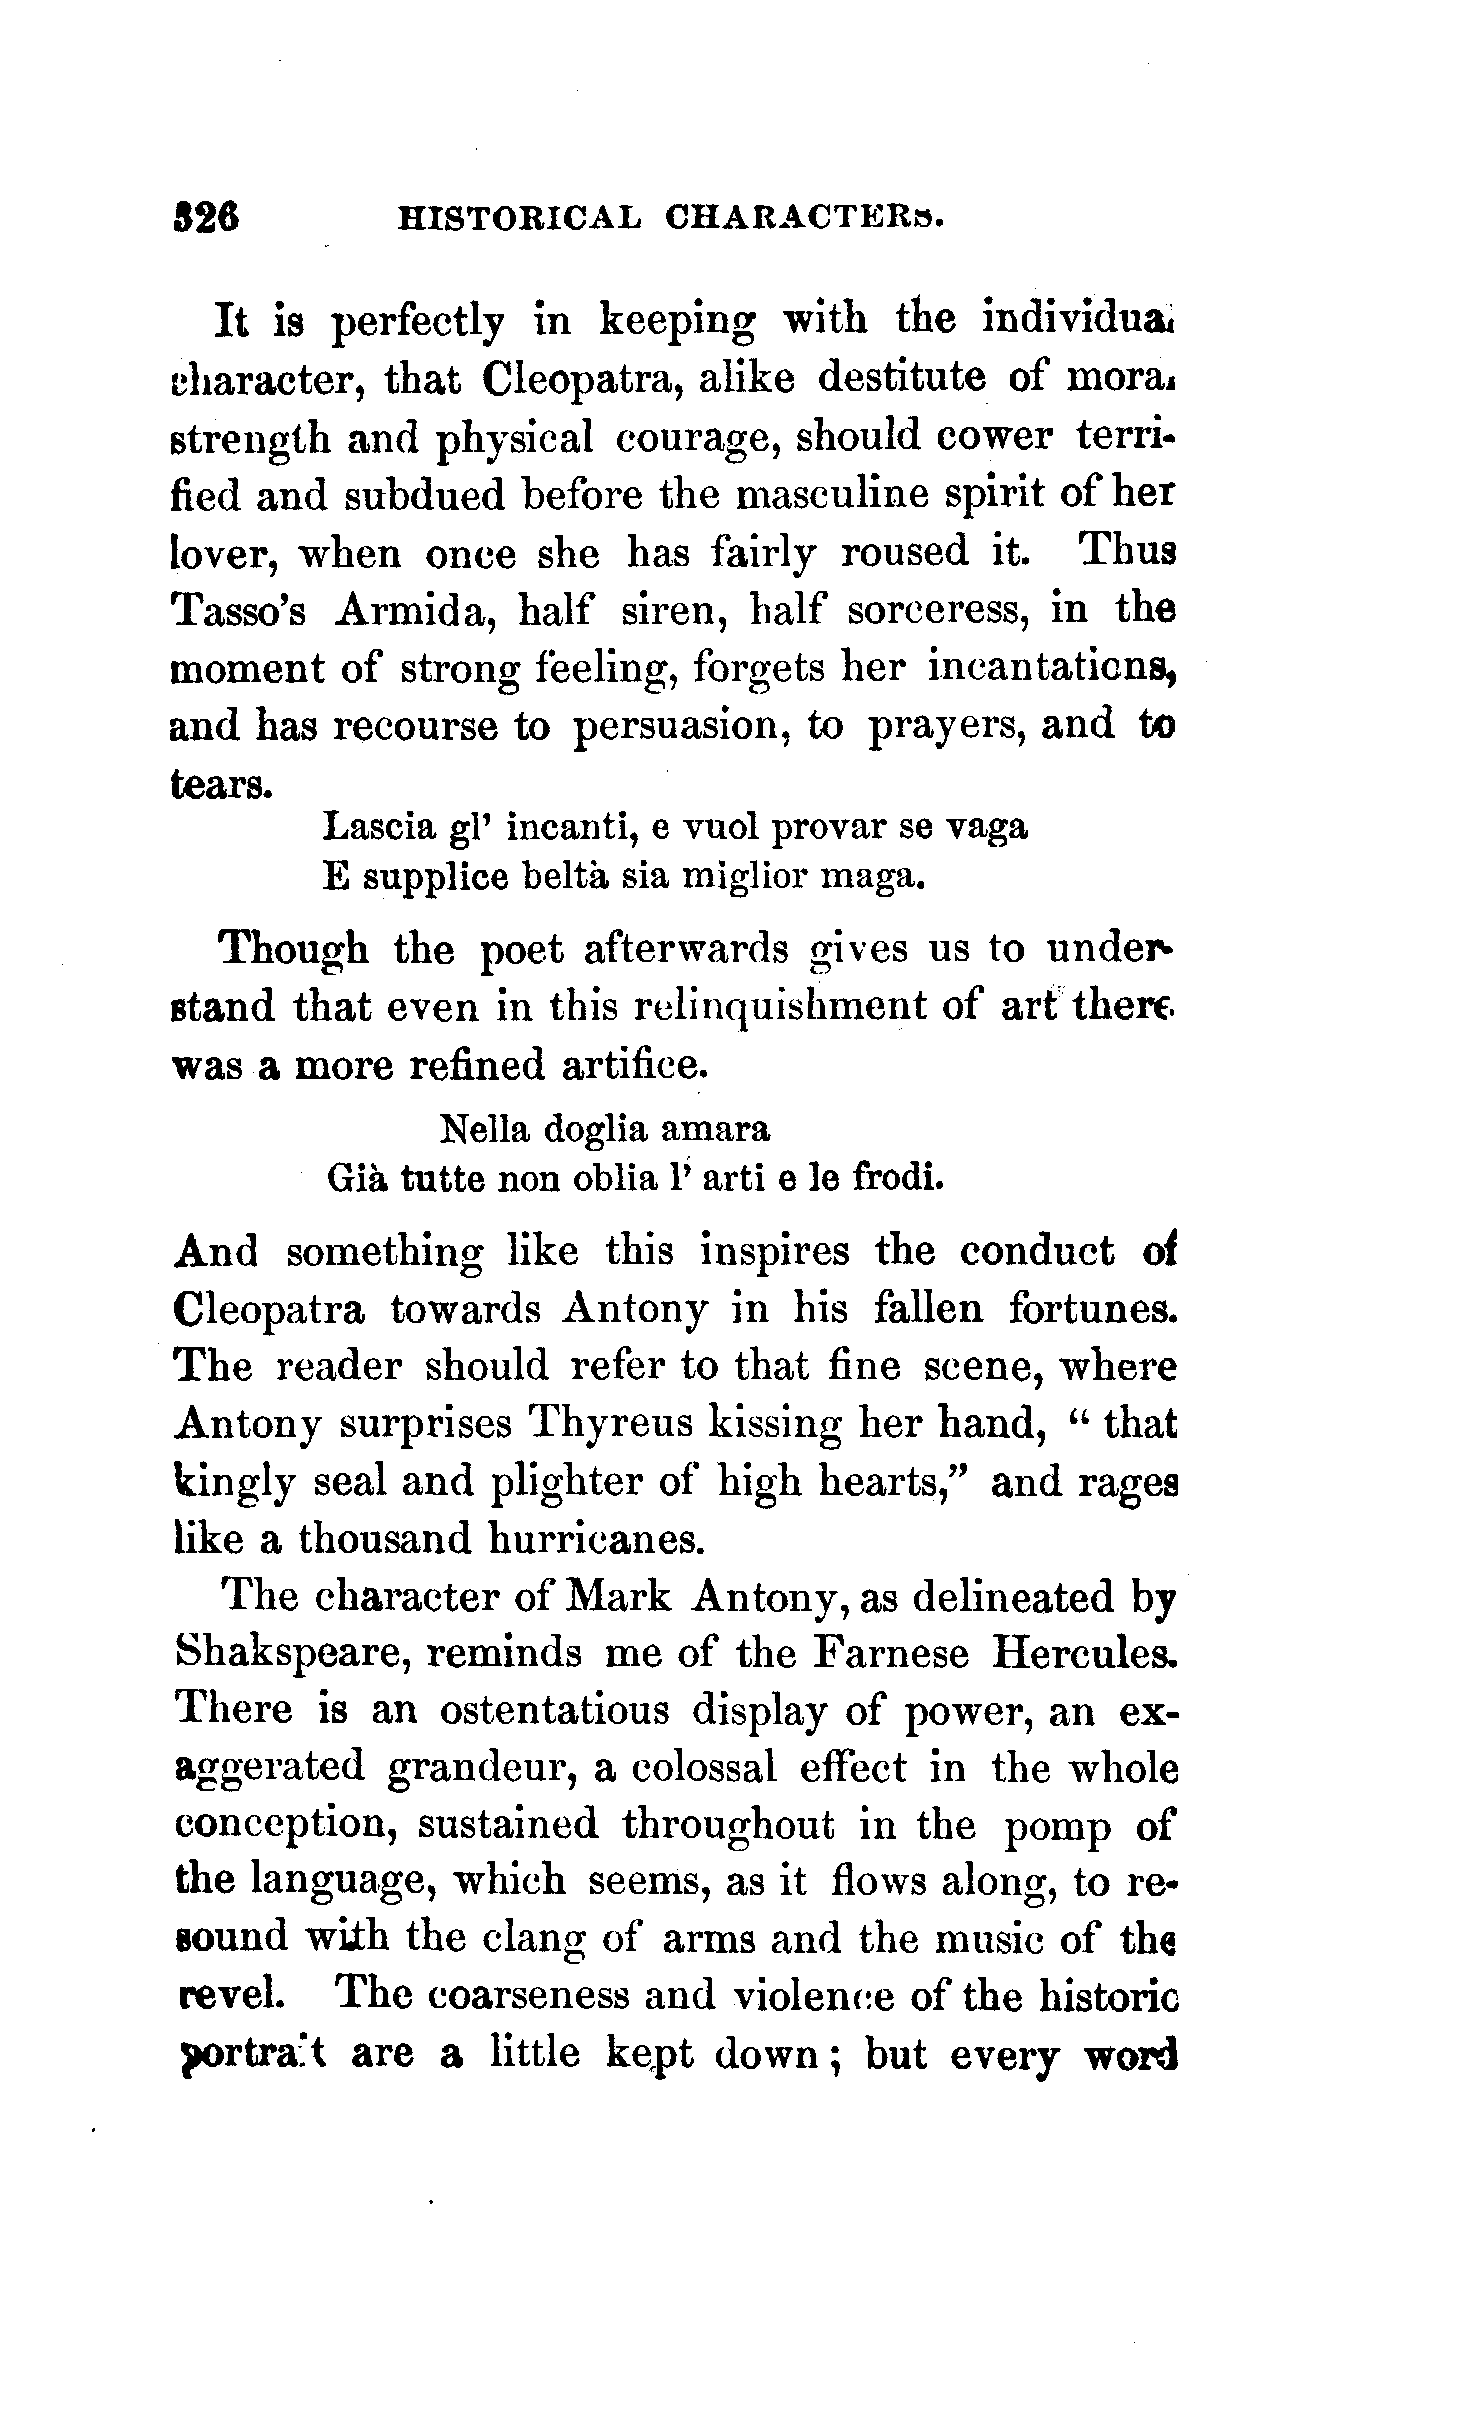 326 HISTORICAL CHARACTERS.
It is perfectly in keeping with the individual
character, that Cleopatra, alike destitute of moral
strength and physical courage, should cower terri-
fied and subdued before the masculine spirit of her
lover, when once she has fairly roused it. Thus
Tasso's Armida, half siren, half sorceress, in the
moment of strong feeling, forgets her incantations,
and has recourse to persuasion, to prayers, and to
tears.
Lascia gl' incanti, e vuol provar se vaga
E supplice beltà sia miglior maga.
Though the poet afterwards gives us to under-
stand that even in this relinquishment of art there
was a more refined artifice.
Nella doglia amara
Già tutte non oblia l' arti e le frodi.
And something like this inspires the conduct of
Cleopatra towards Antony in his fallen fortunes.
The reader should refer to that fine scene, where
Antony surprises Thyreus kissing her hand, " that
kingly seal and plighter of high hearts," and rages
like a thousand hurricanes.
The character of Mark Antony, as delineated by
Shakspeare, reminds me of the Farnese Hercules.
There is an ostentatious display of power, an ex-
aggerated grandeur, a colossal effect in the whole
conception, sustained throughout in the pomp of
the language, which seems, as it flows along, to re-
sound with the clang of arms and the music of the
revel. The coarseness and violence of the historic
portrait are a little kept down; but every word